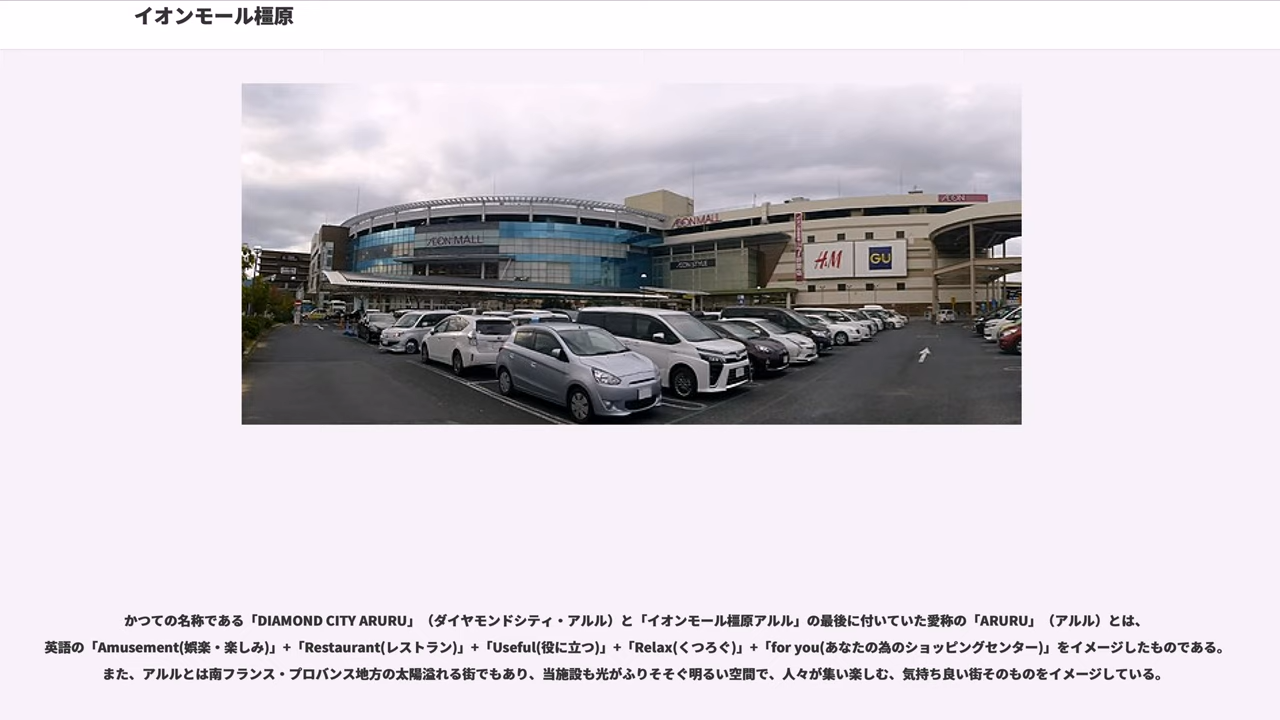 イオンモール橿原
ÆON MALL
ÆON MALL
ÆON
ÆON STYLE
H&M
GU
かつての名称である「DIAMOND CITY ARURU」（ダイヤモンドシティ・アルル）と「イオンモール橿原アルル」の最後に付いていた愛称の「ARURU」（アルル）とは、
英語の「Amusement(娯楽・楽しみ)」+「Restaurant(レストラン)」+「Useful(役に立つ)」+「Relax(くつろぐ)」+「for you(あなたの為のショッピングセンター)」をイメージしたものである。
また、アルルとは南フランス・プロバンス地方の太陽溢れる街でもあり、当施設も光がふりそそぐ明るい空間で、人々が集い楽しむ、気持ち良い街そのものをイメージしている。